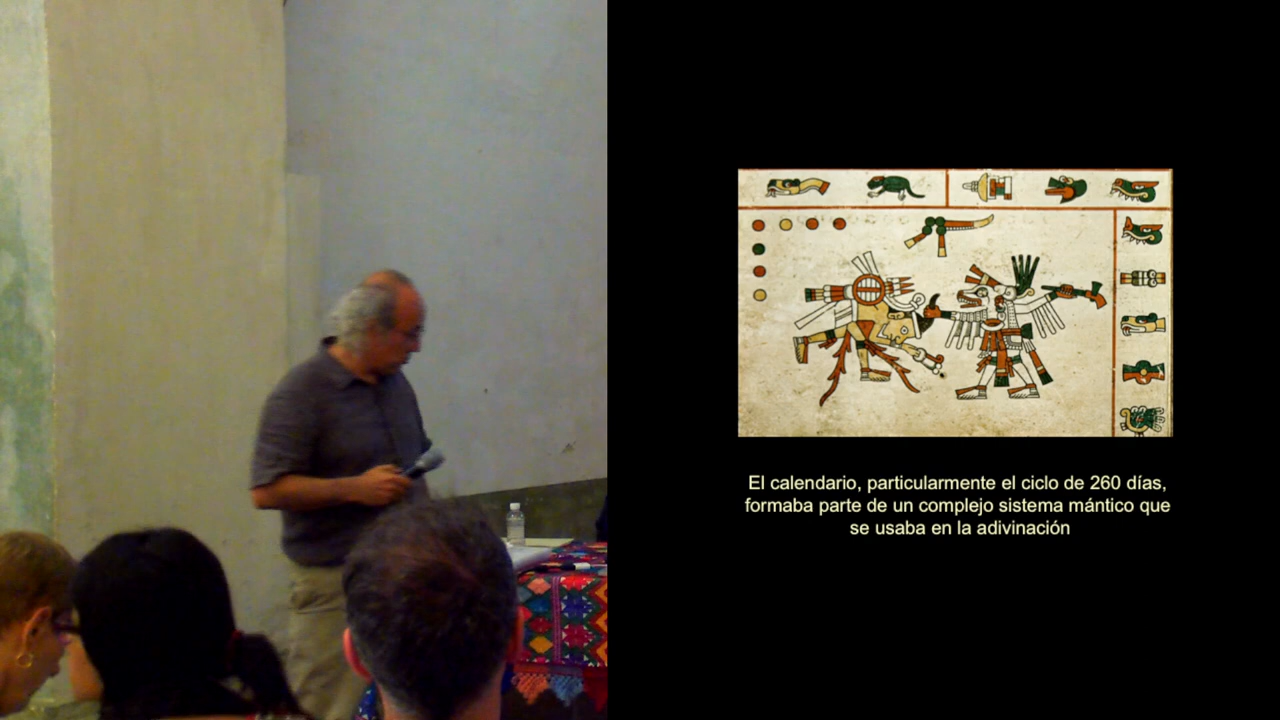 El calendario, particularmente el ciclo de 260 días,
formaba parte de un complejo sistema mántico que
se usaba en la adivinación